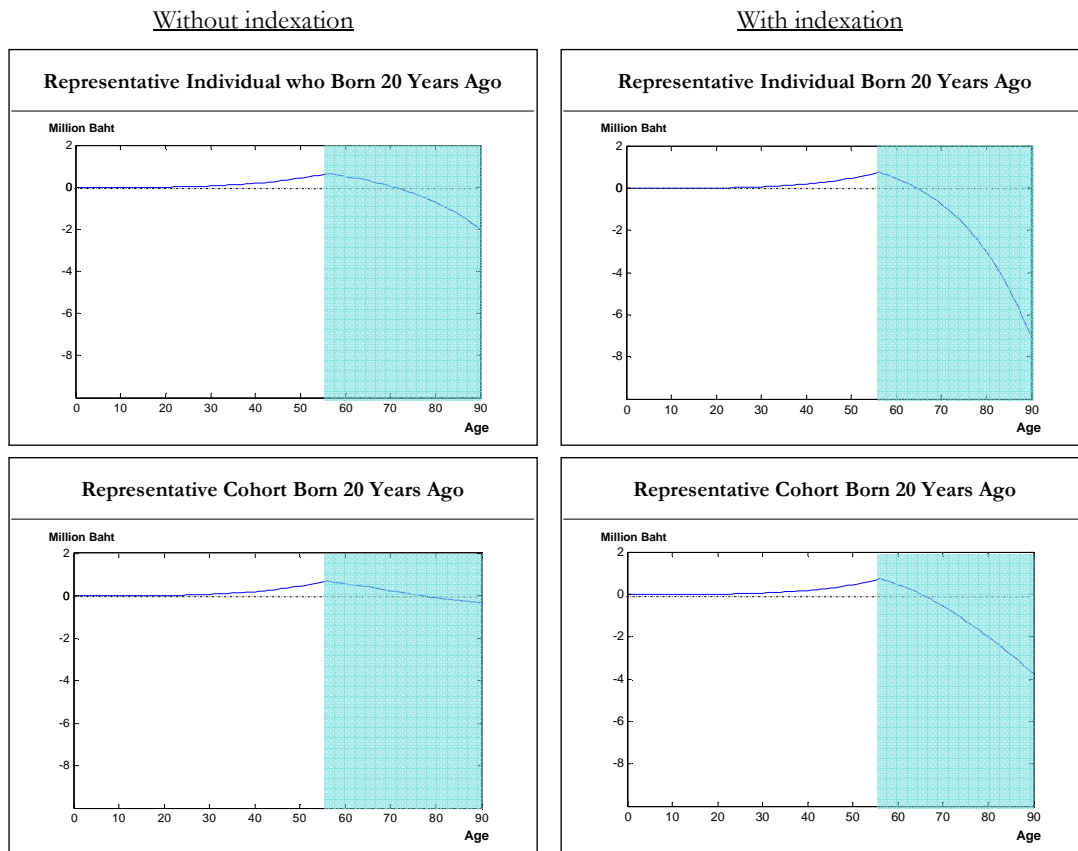 Without indexation
With indexation
Representative Individual who Born 20 Years Ago
Million Baht
2
0
-2
-4
-6
-8
0 10 20 30 40 50 60 70 80 90
Age
Representative Individual Born 20 Years Ago
Million Baht
2
0
-2
-4
-6
-8
0 10 20 30 40 50 60 70 80 90
Age
Representative Cohort Born 20 Years Ago
Million Baht
2
0
-2
-4
-6
-8
0 10 20 30 40 50 60 70 80 90
Age
Representative Cohort Born 20 Years Ago
Million Baht
2
0
-2
-4
-6
-8
0 10 20 30 40 50 60 70 80 90
Age